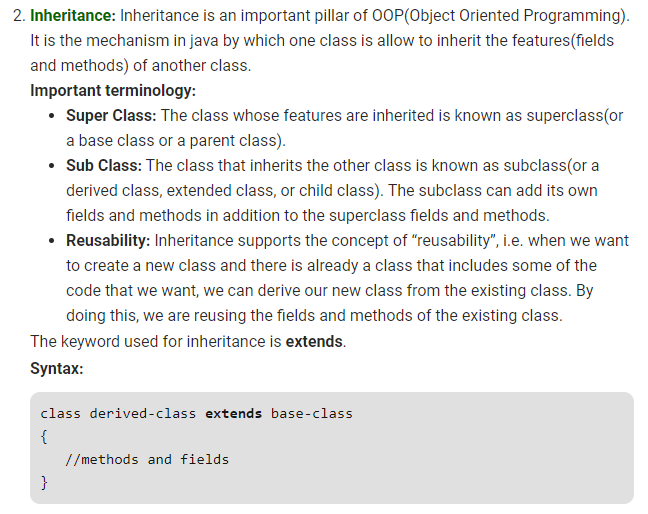 2. Inheritance: Inheritance is an important pillar of OOP(Object Oriented Programming).
It is the mechanism in java by which one class is allow to inherit the features(fields
and methods) of another class.
Important terminology:
• Super Class: The class whose features are inherited is known as superclass(or
a base class or a parent class).
• Sub Class: The class that inherits the other class is known as subclass(or a
derived class, extended class, or child class). The subclass can add its own
fields and methods in addition to the superclass fields and methods.
• Reusability: Inheritance supports the concept of “reusability”, i.e. when we want
to create a new class and there is already a class that includes some of the
code that we want, we can derive our new class from the existing class. By
doing this, we are reusing the fields and methods of the existing class.
The keyword used for inheritance is extends.
Syntax:
class derived-class extends base-class
{
//methods and fields
}